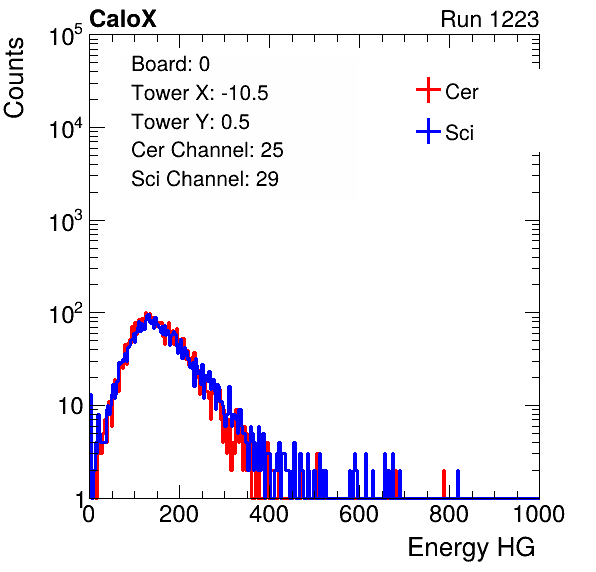 CaloX Run 1223
Counts
10^5
10^4
10^3
10^2
10
1
Board: 0
Tower X: -10.5
Tower Y: 0.5
Cer Channel: 25
Sci Channel: 29
Cer
Sci
0 200 400 600 800 1000
Energy HG